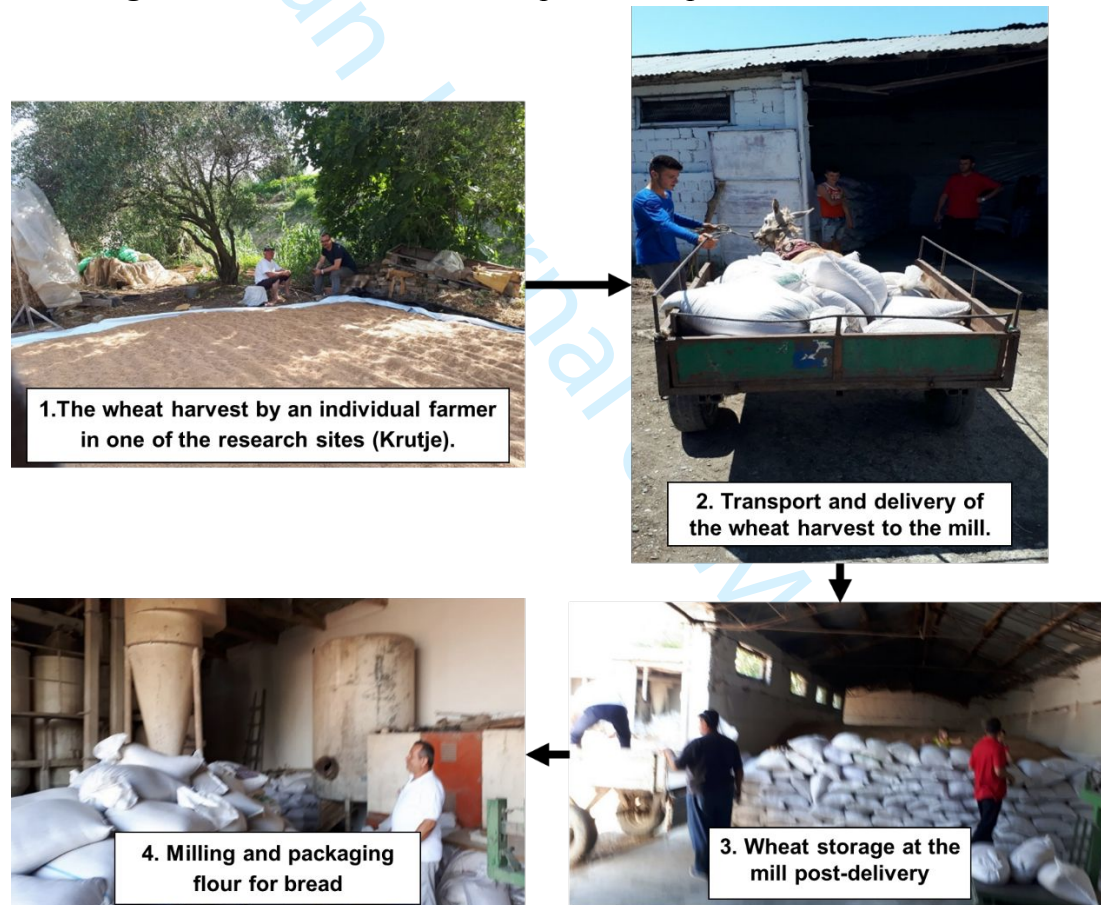 1.The wheat harvest by an individual farmer
in one of the research sites (Krutje).
2. Transport and delivery of
the wheat harvest to the mill.
3. Wheat storage at the
mill post-delivery
4. Milling and packaging
flour for bread